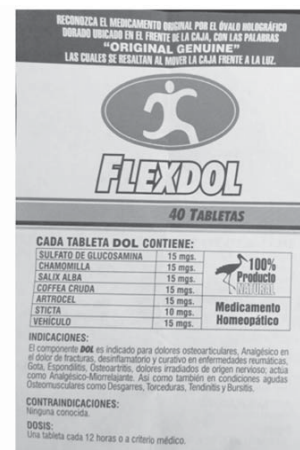 RECONOZCA EL MEDICAMENTO ORIGINAL POR EL ÓVALO HOLOGRÁFICO
DORADO UBICADO EN EL FRENTE DE LA CAJA, CON LAS PALABRAS
"ORIGINAL GENUINE"
LAS CUALES SE RESALTAN AL MOVER LA CAJA FRENTE A LA LUZ.
FLEXDOL
40 TABLETAS
CADA TABLETA DOL CONTIENE:
SULFATO DE GLUCOSAMINA 15 mgs.
CHAMOMILLA 15 mgs.
SALIX ALBA 15 mgs.
COFFEA CRUDA 15 mgs.
ARTROCEL 15 mgs.
STICTA 10 mgs.
VEHÍCULO 15 mgs.
100%
Producto
NATURAL
Medicamento
Homeopático
INDICACIONES:
El componente DOL es indicado para dolores osteoarticulares, Analgésico en
el dolor de fracturas, desinflamatorio y curativo en enfermedades reumáticas,
Gota, Espondilitis, Osteoartritis, dolores irradiados de origen nervioso; actúa
como Analgésico-Miorrelajante. Así como también en condiciones agudas
Osteomusculares como Desgarres, Torceduras, Tendinitis y Bursitis.
CONTRAINDICACIONES:
Ninguna conocida.
DOSIS:
Una tableta cada 12 horas o a criterio médico.